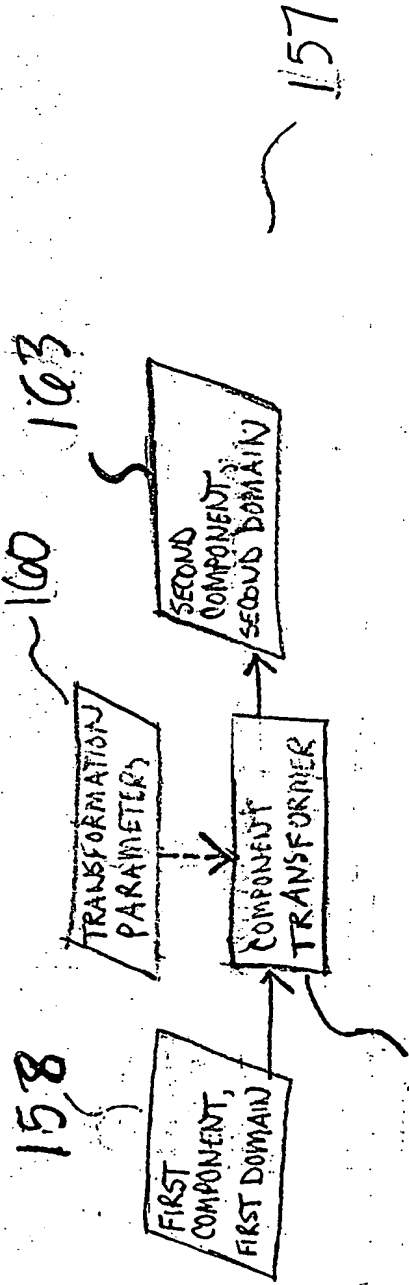 158
FIRST
COMPONENT,
FIRST DOMAIN
160
TRANSFORMATION
PARAMETERS
COMPONENT
TRANSFORMER
163
SECOND
COMPONENT,
SECOND DOMAIN
157